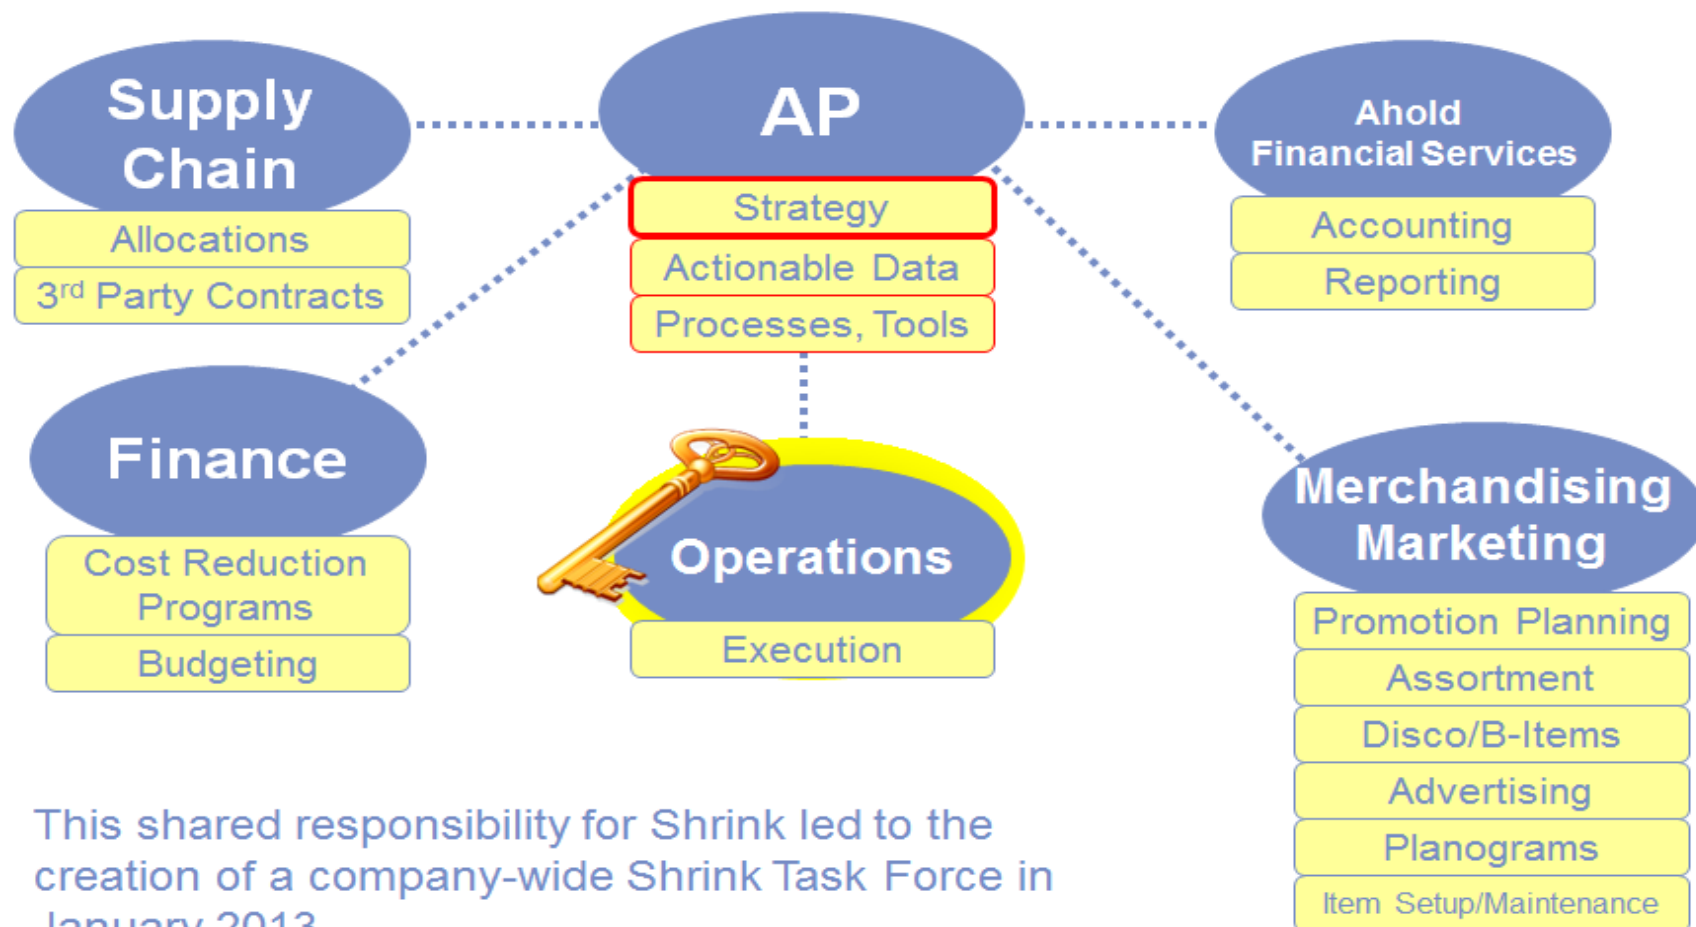 Supply
Chain
Allocations
3rd Party Contracts
AP
Strategy
Actionable Data
Processes, Tools
Ahold
Financial Services
Accounting
Reporting
Finance
Cost Reduction
Programs
Budgeting
Operations
Execution
Merchandising
Marketing
Promotion Planning
Assortment
Disco/B-Items
Advertising
Planograms
Item Setup/Maintenance
This shared responsibility for Shrink led to the
creation of a company-wide Shrink Task Force in
January 2013